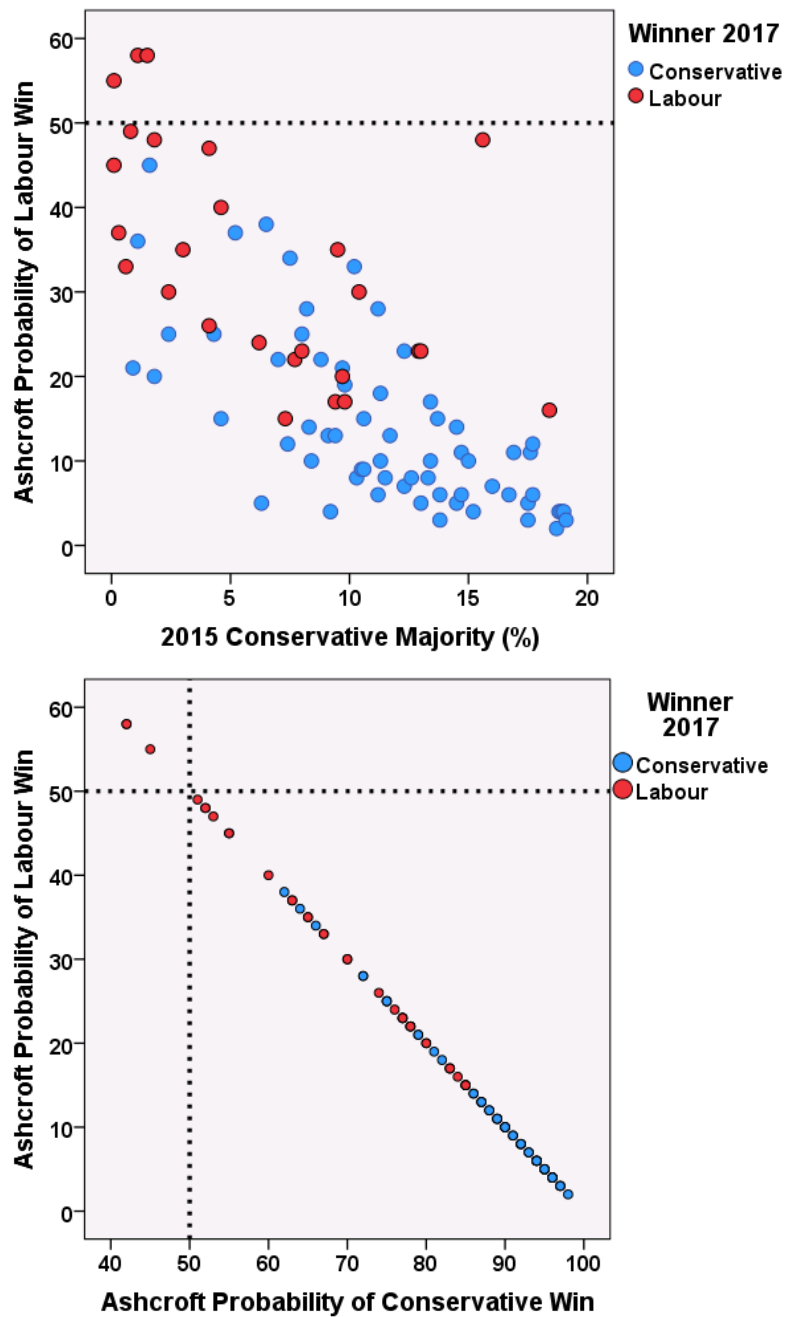 Winner 2017
Conservative
Labour
Ashcroft Probability of Labour Win
60
50
40
30
20
10
0
0 5 10 15 20
2015 Conservative Majority (%)
Winner
2017
Conservative
Labour
Ashcroft Probability of Labour Win
60
50
40
30
20
10
0
40 50 60 70 80 90 100
Ashcroft Probability of Conservative Win